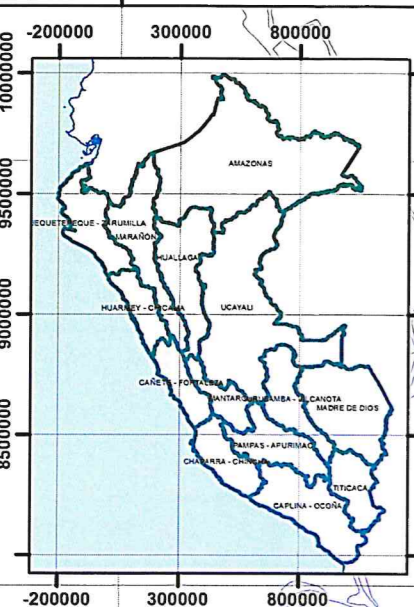 -200000 300000 800000
10000000
9500000
9000000
8500000
AMAZONAS
JEQUETEPEQUE - ZARUMILLA
MARAÑÓN
HUALLAGA
HUARMEY - CHICAMA
UCAYALI
CAÑETE - FORTALEZA
MANTARO
URUBAMBA - VILCANOTA
MADRE DE DIOS
PAMPAS - APURIMAC
CHAPARRA - CHINCHA
TITICACA
CAPLINA - OCOÑA
-200000 300000 800000